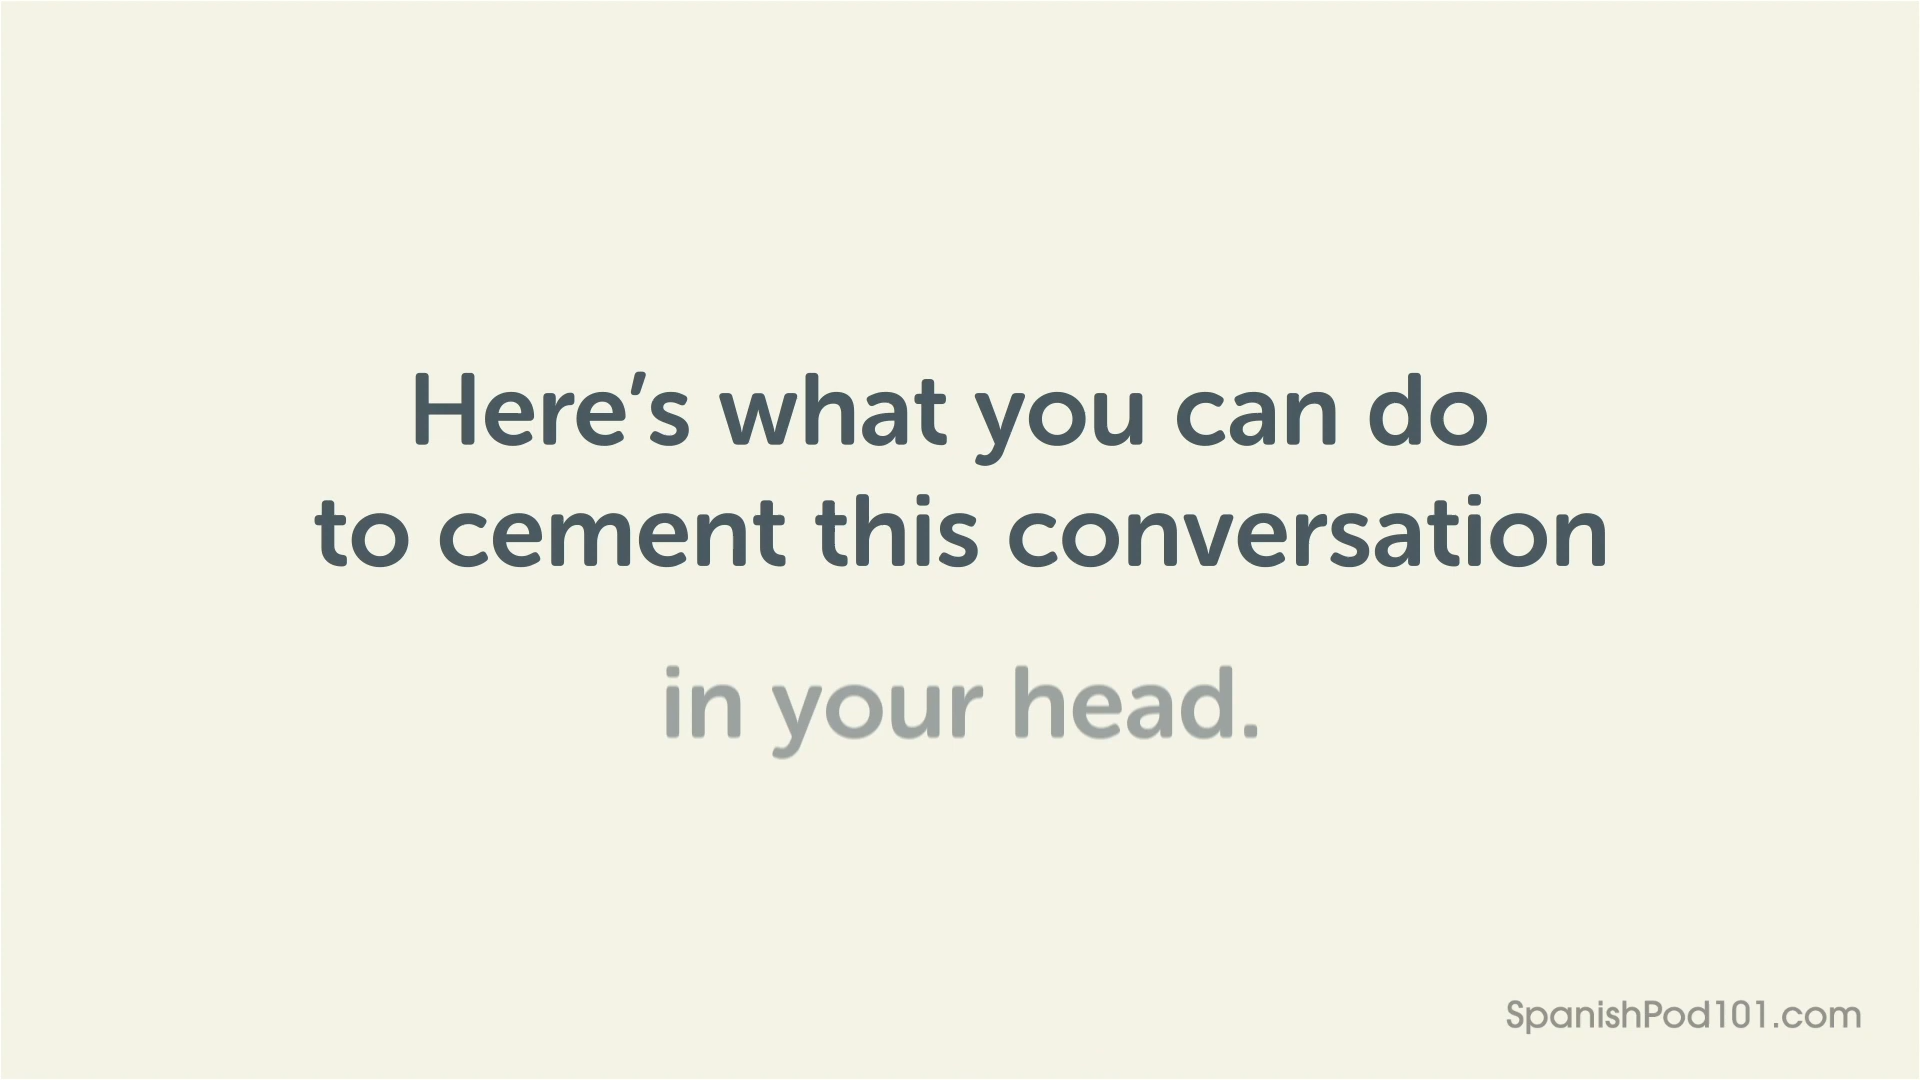 Here’s what you can do
to cement this conversation
in your head.
SpanishPod101.com